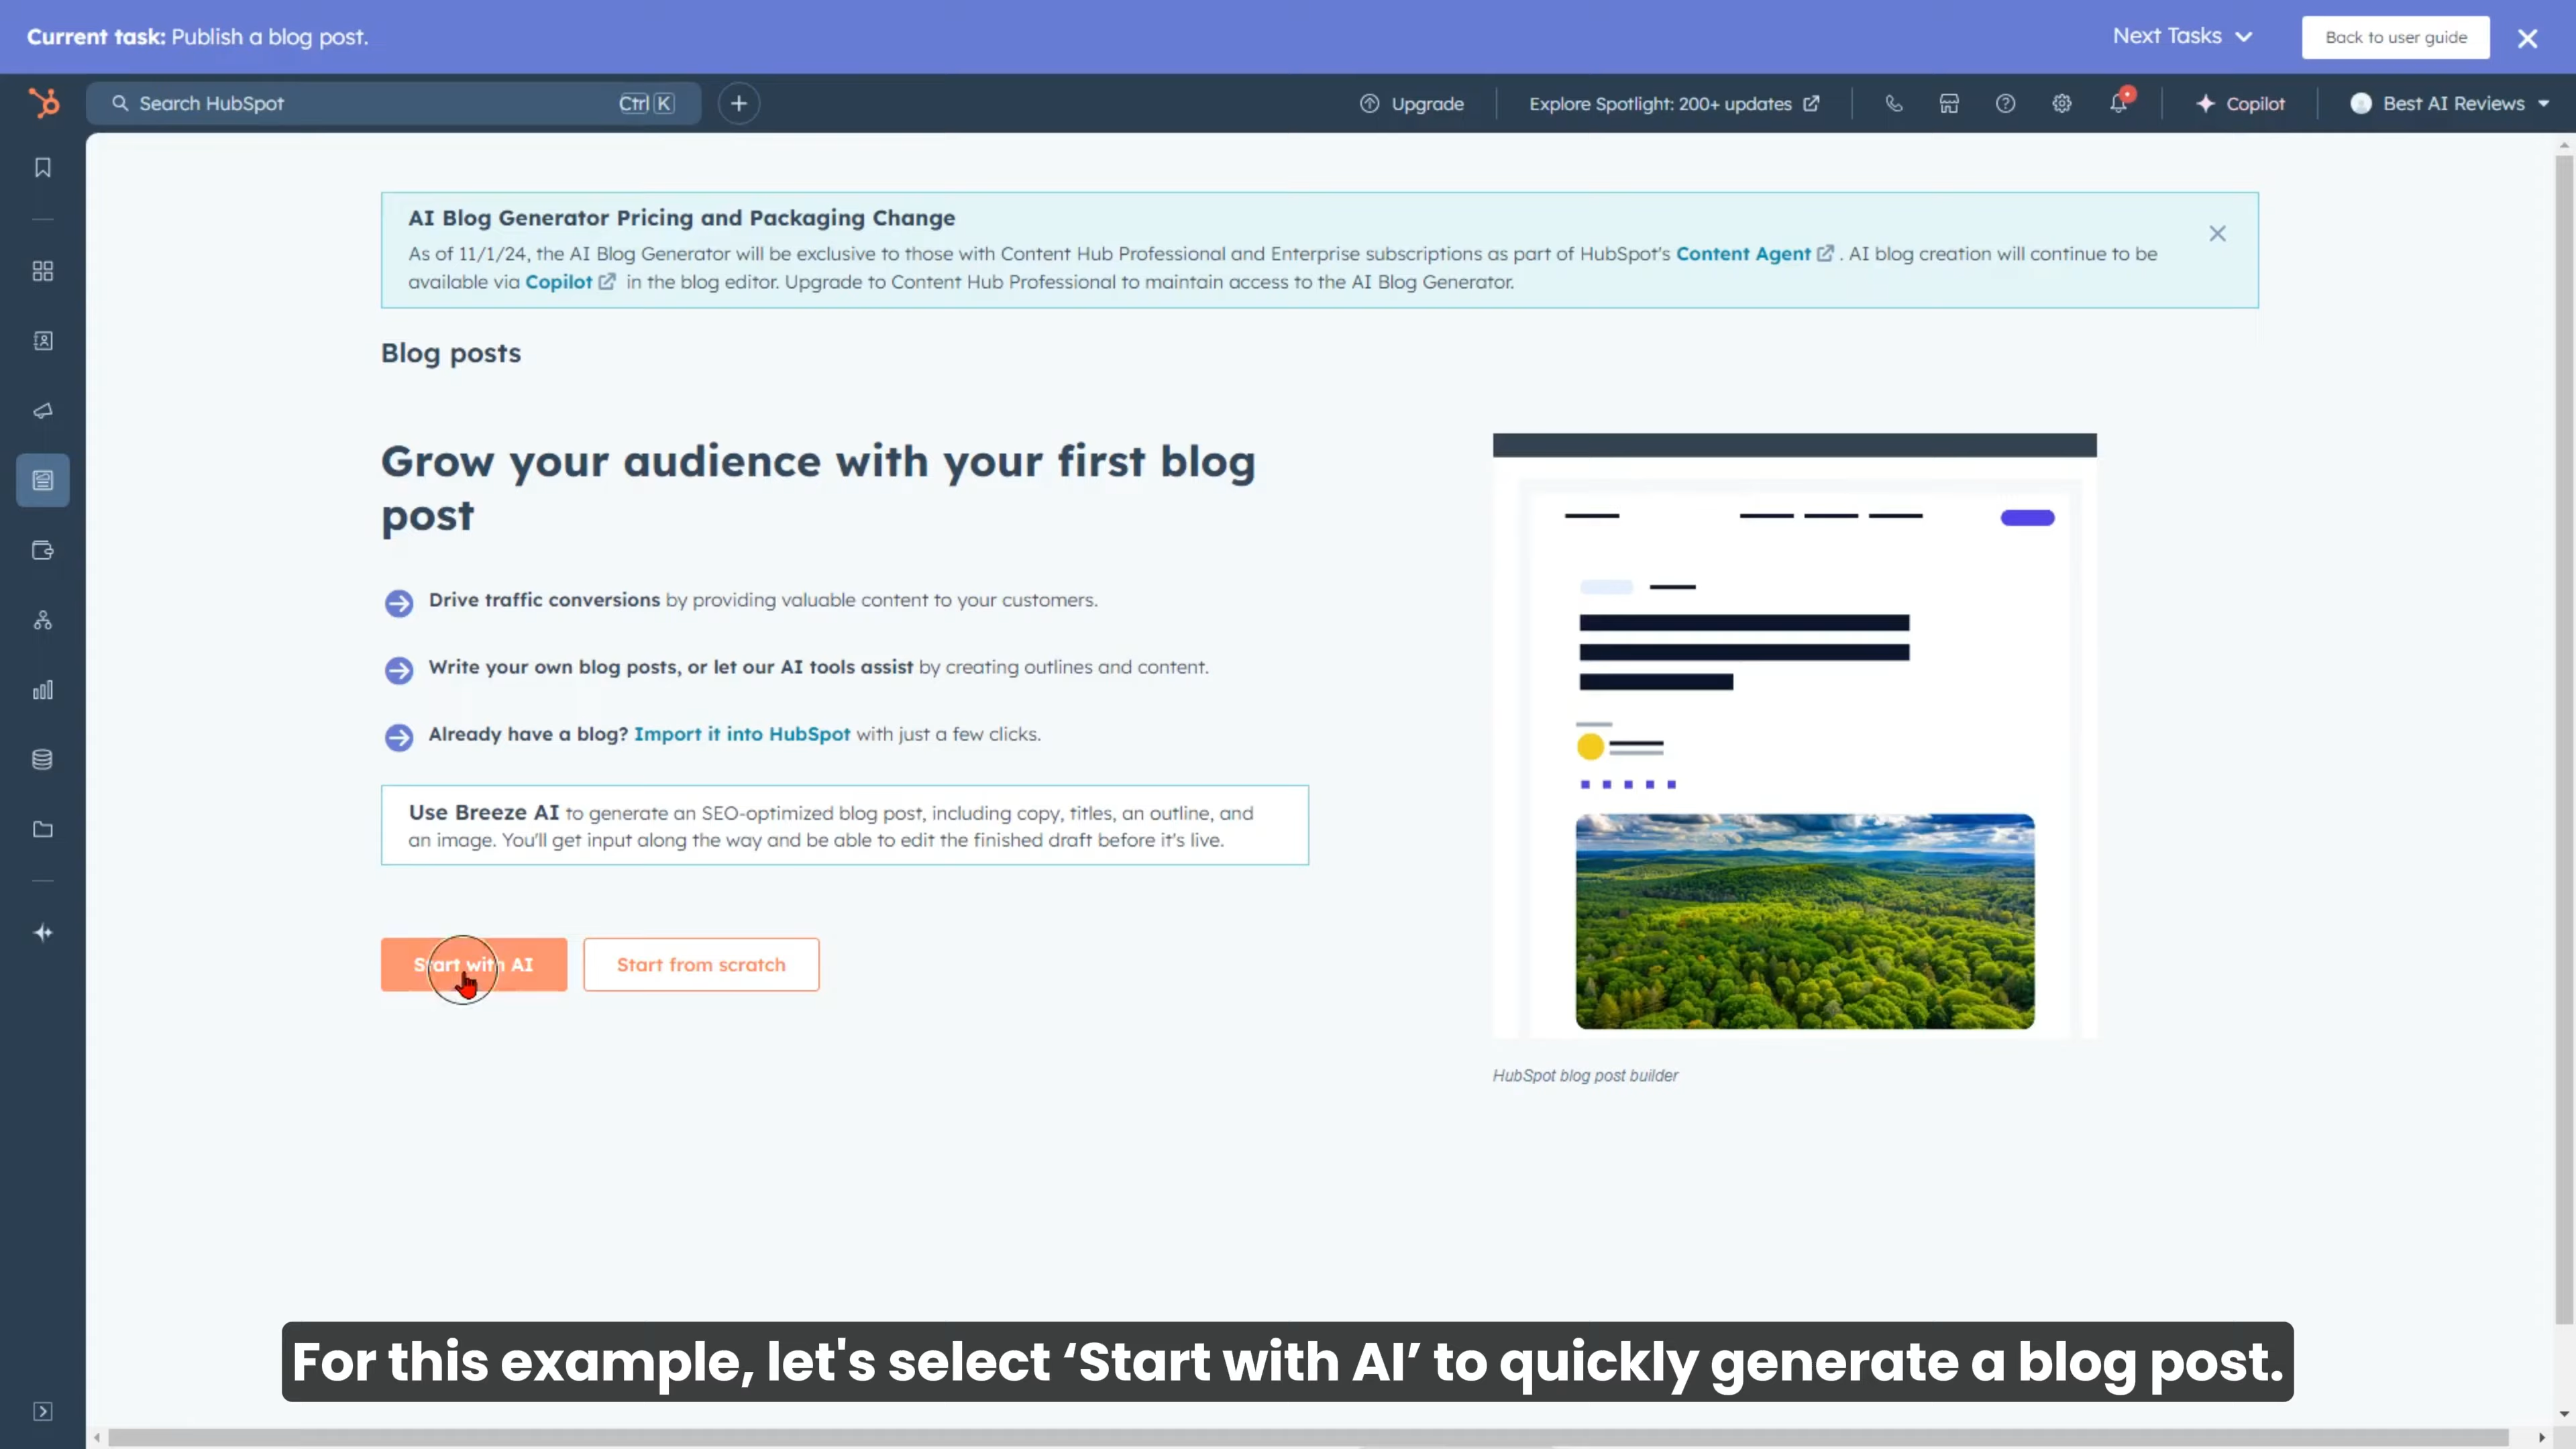 Current task: Publish a blog post.
Next Tasks
Back to user guide
Search HubSpot
Ctrl K
Upgrade
Explore Spotlight: 200+ updates
Copilot
Best AI Reviews
AI Blog Generator Pricing and Packaging Change
As of 11/1/24, the AI Blog Generator will be exclusive to those with Content Hub Professional and Enterprise subscriptions as part of HubSpot's Content Agent . AI blog creation will continue to be
available via Copilot in the blog editor. Upgrade to Content Hub Professional to maintain access to the AI Blog Generator.
Blog posts
Grow your audience with your first blog
post
Drive traffic conversions by providing valuable content to your customers.
Write your own blog posts, or let our AI tools assist by creating outlines and content.
Already have a blog? Import it into HubSpot with just a few clicks.
Use Breeze AI to generate an SEO-optimized blog post, including copy, titles, an outline, and
an image. You'll get input along the way and be able to edit the finished draft before it's live.
Start with AI
Start from scratch
HubSpot blog post builder
For this example, let's select ‘Start with AI’ to quickly generate a blog post.